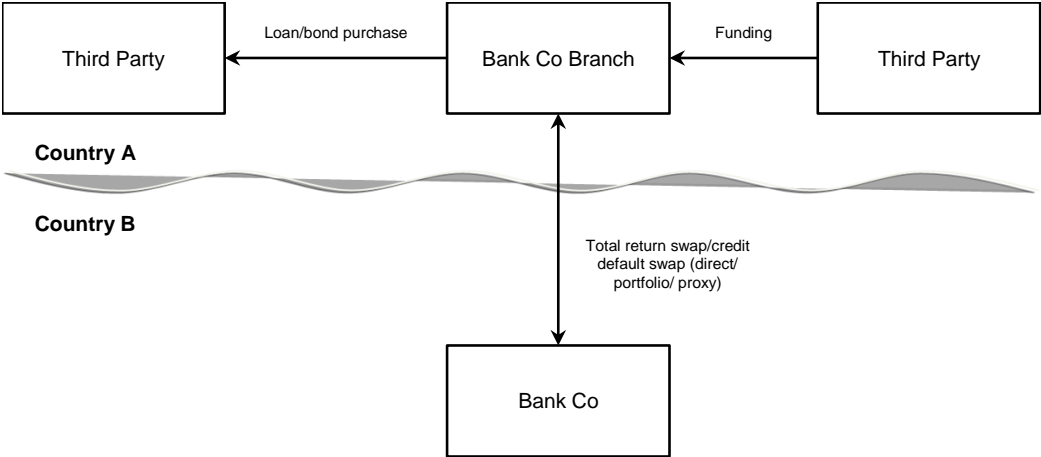 Loan/bond purchase
Funding
Third Party
Bank Co Branch
Third Party
Country A
Country B
Total return swap/credit
default swap (direct/
portfolio/ proxy)
Bank Co